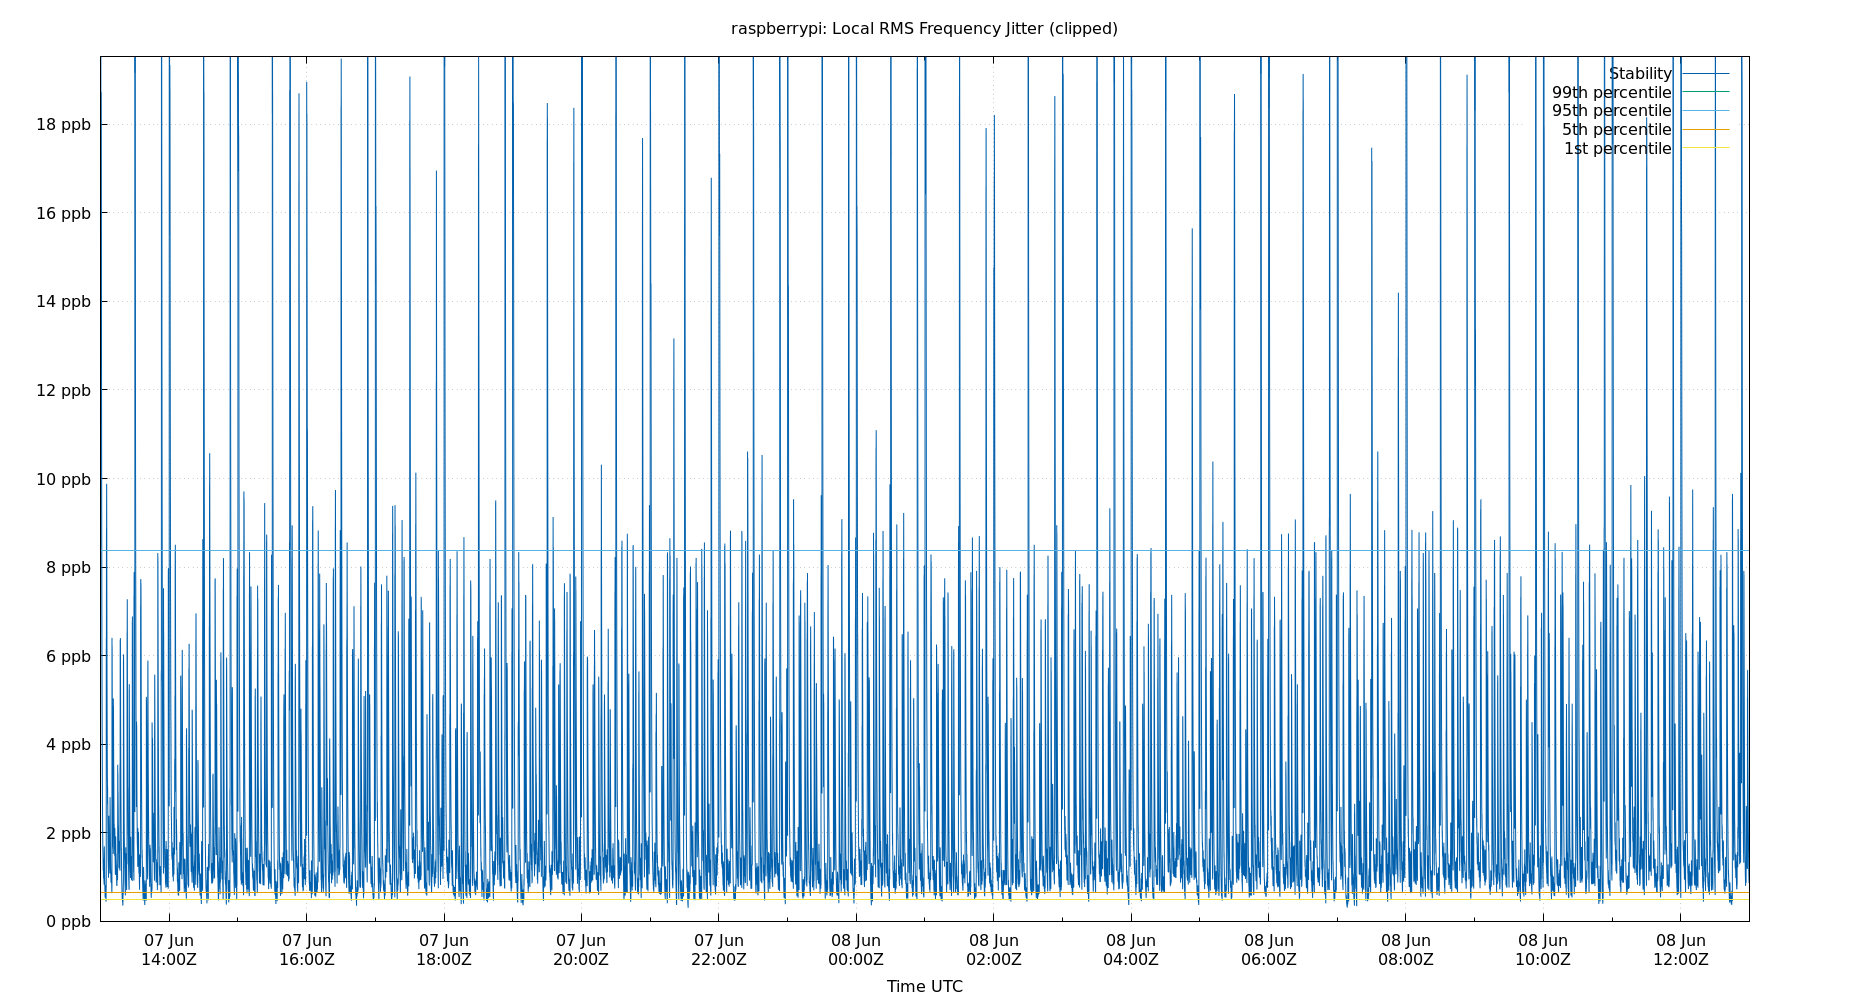 raspberrypi: Local RMS Frequency Jitter (clipped)
Stability
99th percentile
95th percentile
5th percentile
1st percentile
18 ppb
16 ppb
14 ppb
12 ppb
10 ppb
8 ppb
6 ppb
4 ppb
2 ppb
0 ppb
07 Jun 07 Jun 07 Jun 07 Jun 07 Jun 08 Jun 08 Jun 08 Jun 08 Jun 08 Jun 08 Jun 08 Jun
14:00Z 16:00Z 18:00Z 20:00Z 22:00Z 00:00Z 02:00Z 04:00Z 06:00Z 08:00Z 10:00Z 12:00Z
Time UTC